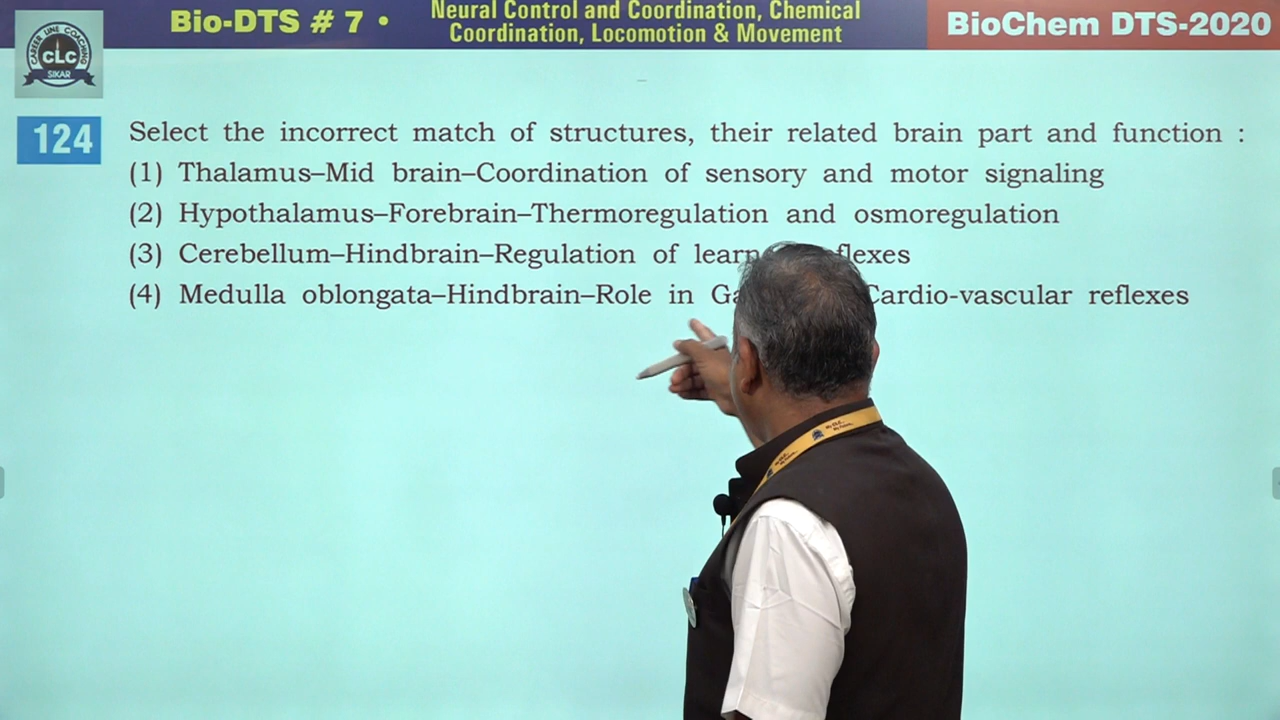 Bio-DTS # 7 •
Neural Control and Coordination, Chemical
Coordination, Locomotion & Movement
BioChem DTS-2020
CAREER LINE COACHING
CLC
SIKAR
124
Select the incorrect match of structures, their related brain part and function :
(1) Thalamus–Mid brain–Coordination of sensory and motor signaling
(2) Hypothalamus–Forebrain–Thermoregulation and osmoregulation
(3) Cerebellum–Hindbrain–Regulation of
(4) Medulla oblongata–Hindbrain–Role in Cardio-vascular reflexes